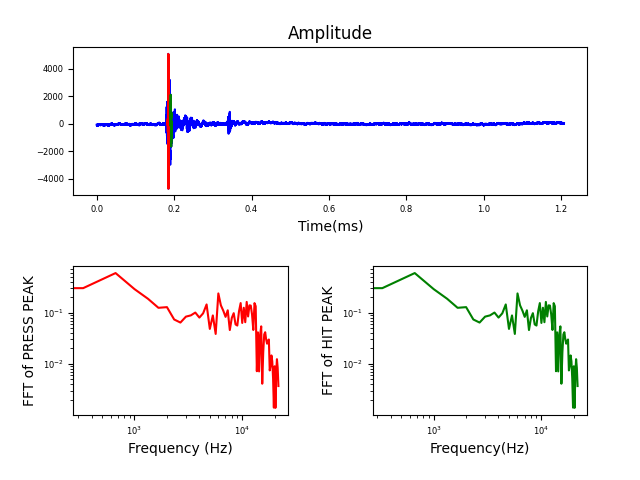 Amplitude
4000
2000
0
−2000
−4000
0.0 0.2 0.4 0.6 0.8 1.0 1.2
Time(ms)
FFT of PRESS PEAK
10⁻¹
10⁻²
10³ 10⁴
Frequency (Hz)
FFT of HIT PEAK
10⁻¹
10⁻²
10³ 10⁴
Frequency(Hz)